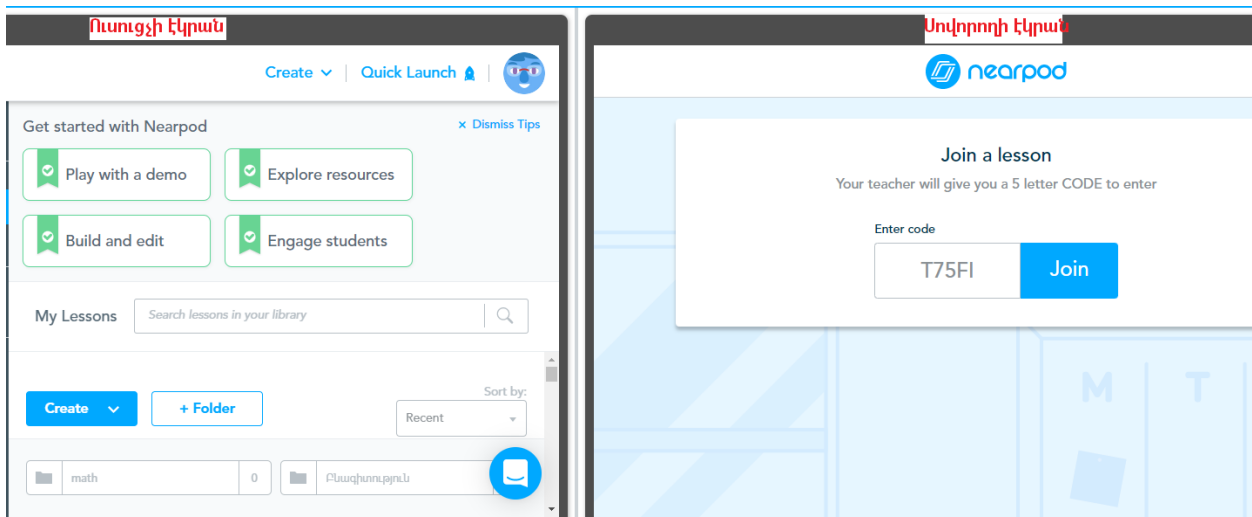 Ուսուցչի էկրան
Create
Quick Launch
Get started with Nearpod
× Dismiss Tips
Play with a demo
Explore resources
Build and edit
Engage students
My Lessons
Search lessons in your library
Sort by:
Create
+ Folder
Recent
math
0
Բնագիտություն
Սովորողի էկրան
nearpod
Join a lesson
Your teacher will give you a 5 letter CODE to enter
Enter code
T75FI
Join
M T